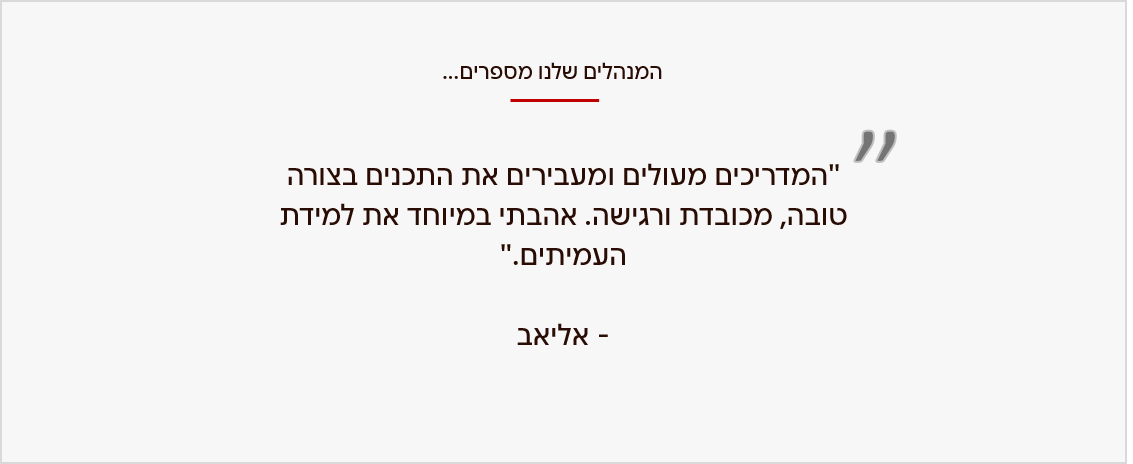 המנהלים שלנו מספרים...
"המדריכים מעולים ומעבירים את התכנים בצורה
טובה, מכובדת ורגישה. אהבתי במיוחד את למידת
העמיתים."
- אליאב